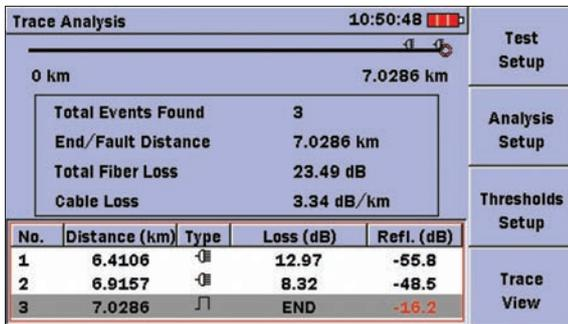 Trace Analysis 10:50:48
0 km 7.0286 km
Total Events Found 3
End/Fault Distance 7.0286 km
Total Fiber Loss 23.49 dB
Cable Loss 3.34 dB/km
No. Distance (km) Type Loss (dB) Refl. (dB)
1 6.4106 12.97 -55.8
2 6.9157 8.32 -48.5
3 7.0286 END -16.2
Test
Setup
Analysis
Setup
Thresholds
Setup
Trace
View